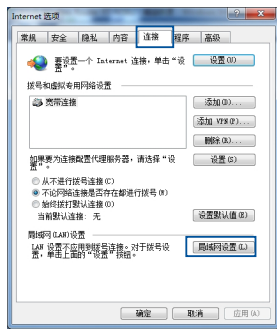 Internet 选项
常规 安全 隐私 内容 连接 程序 高级
要设置一个 Internet 连接，单击“设置”。
设置(U)
拨号和虚拟专用网络设置
宽带连接
添加(D)...
添加 VPN(P)...
删除(R)...
如果要为连接配置代理服务器，请选择“设置”。
设置(S)
从不进行拨号连接(C)
不论网络连接是否存在都进行拨号(W)
始终拨打默认连接(O)
当前默认连接: 无
设置默认值(E)
局域网(LAN)设置
LAN 设置不应用到拨号连接。对于拨号设置，单击上面的“设置”按钮。
局域网设置(L)
确定 取消 应用(A)